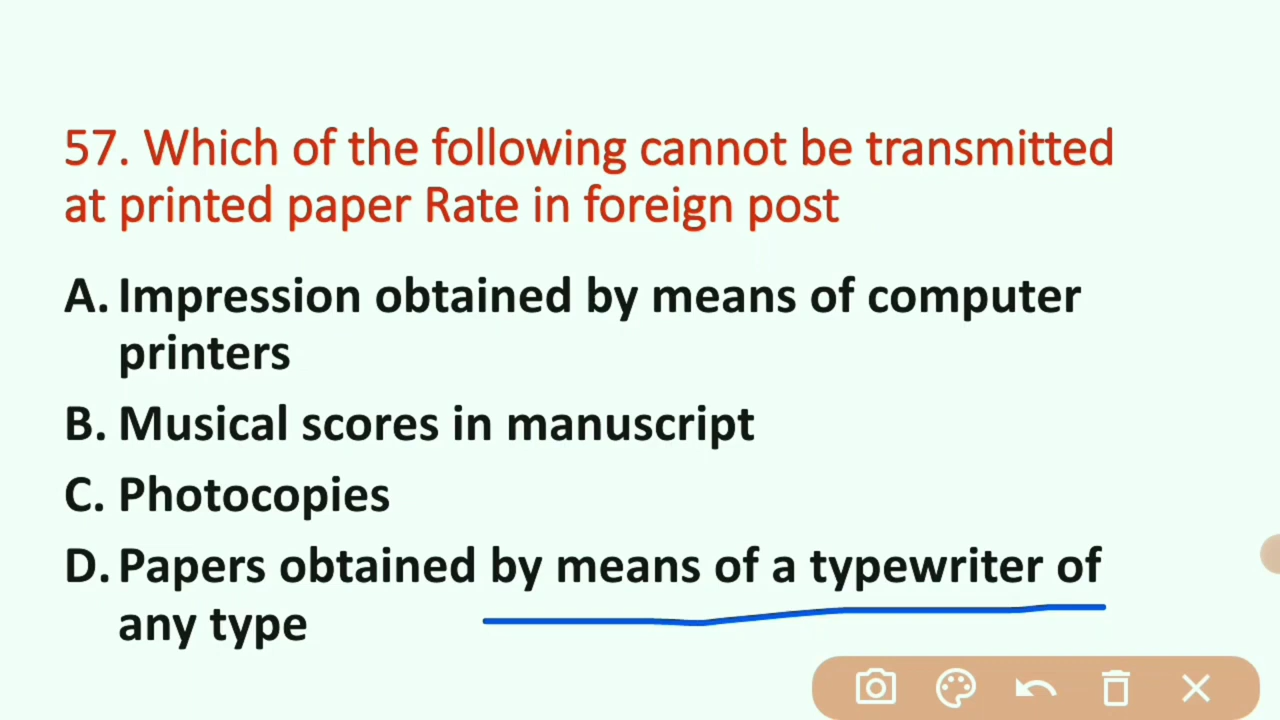 57. Which of the following cannot be transmitted
at printed paper Rate in foreign post
A. Impression obtained by means of computer
printers
B. Musical scores in manuscript
C. Photocopies
D. Papers obtained by means of a typewriter of
any type